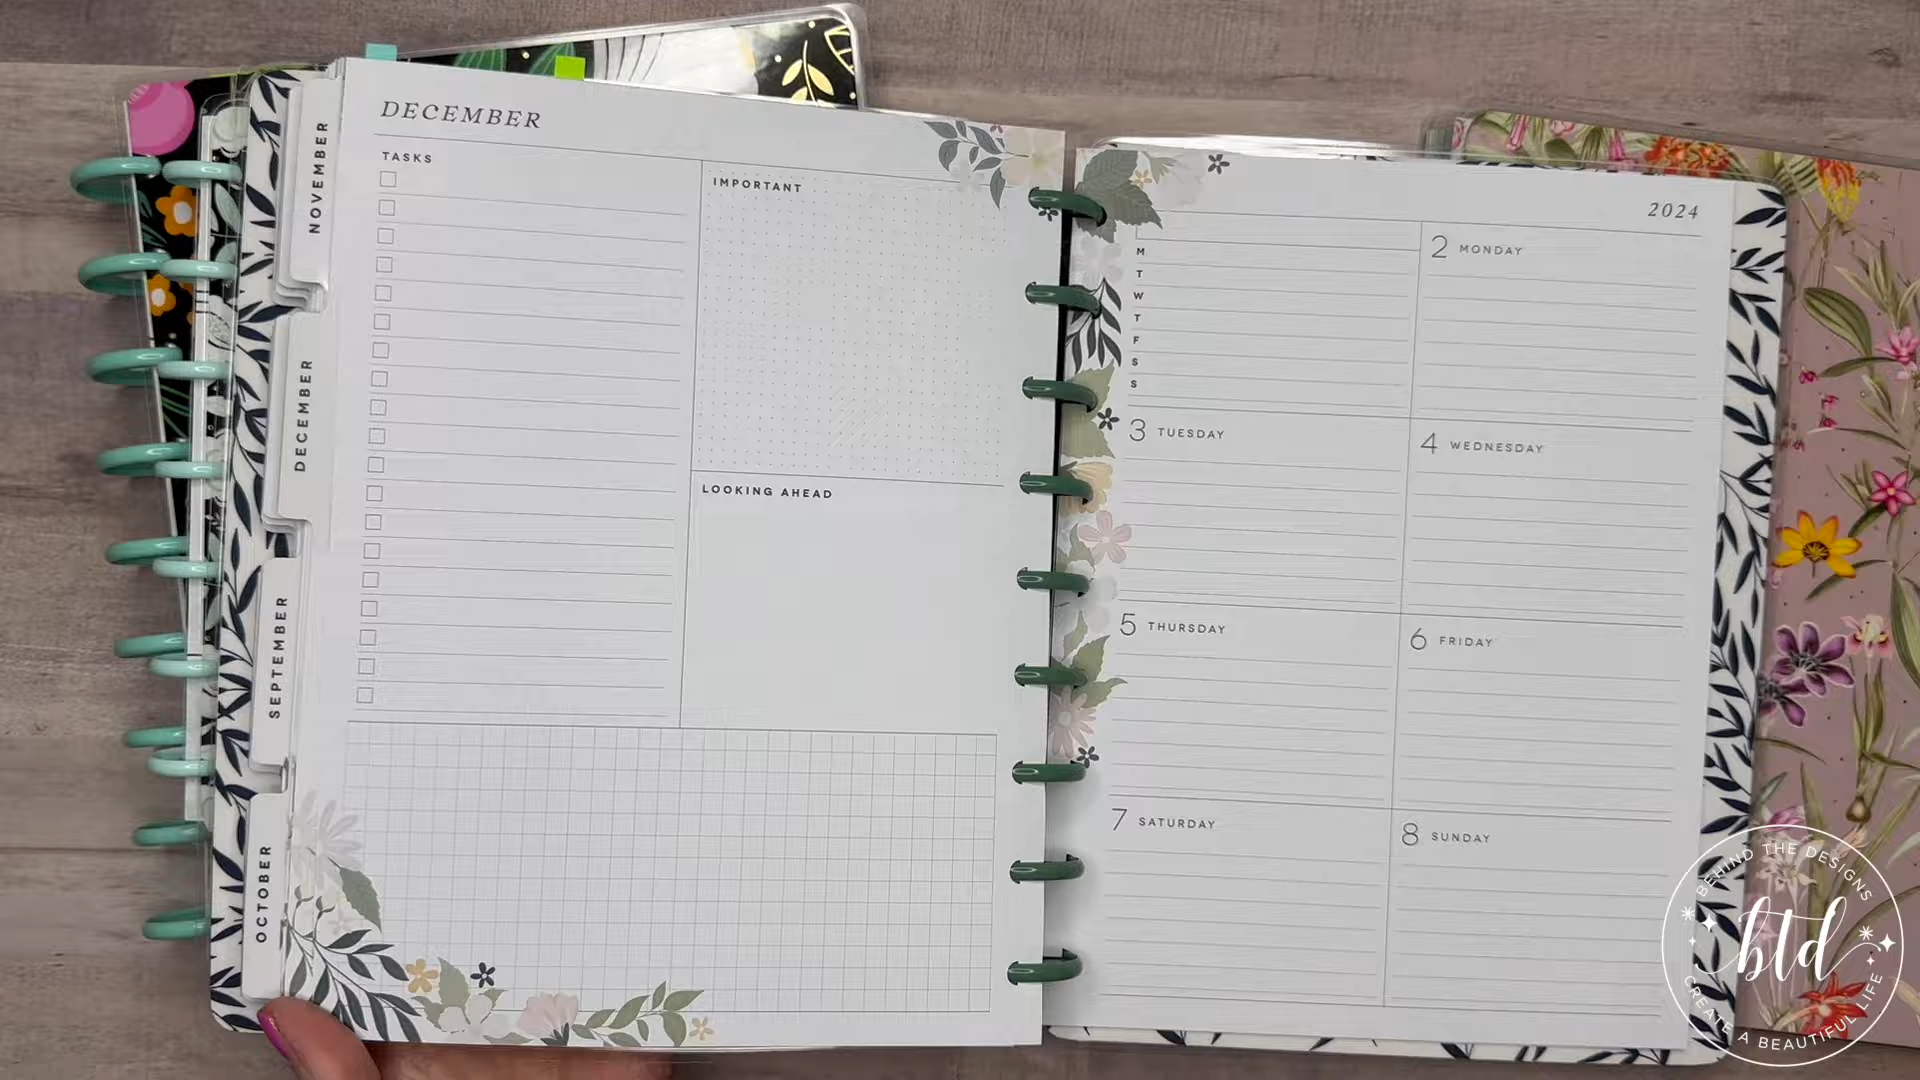 DECEMBER
TASKS
IMPORTANT
LOOKING AHEAD
NOVEMBER
DECEMBER
SEPTEMBER
OCTOBER
2024
M
T
W
T
F
S
S
2 MONDAY
3 TUESDAY
4 WEDNESDAY
5 THURSDAY
6 FRIDAY
7 SATURDAY
8 SUNDAY
BEHIND THE DESIGNS
btd
CREATE A BEAUTIFUL LIFE